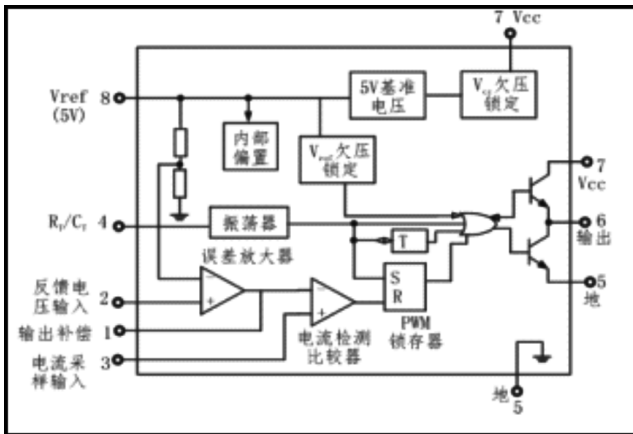 7 Vcc
Vref 8
(5V)
5V基准
电压
Vcc欠压
锁定
内部
偏置
Vref欠压
锁定
7
Vcc
RT/CT 4
振荡器
T
6
输出
误差放大器
反馈电
压输入 2
−
+
−
+
S
R
5
地
输出补偿 1
电流检测
比较器
PWM
锁存器
电流采
样输入 3
地
5